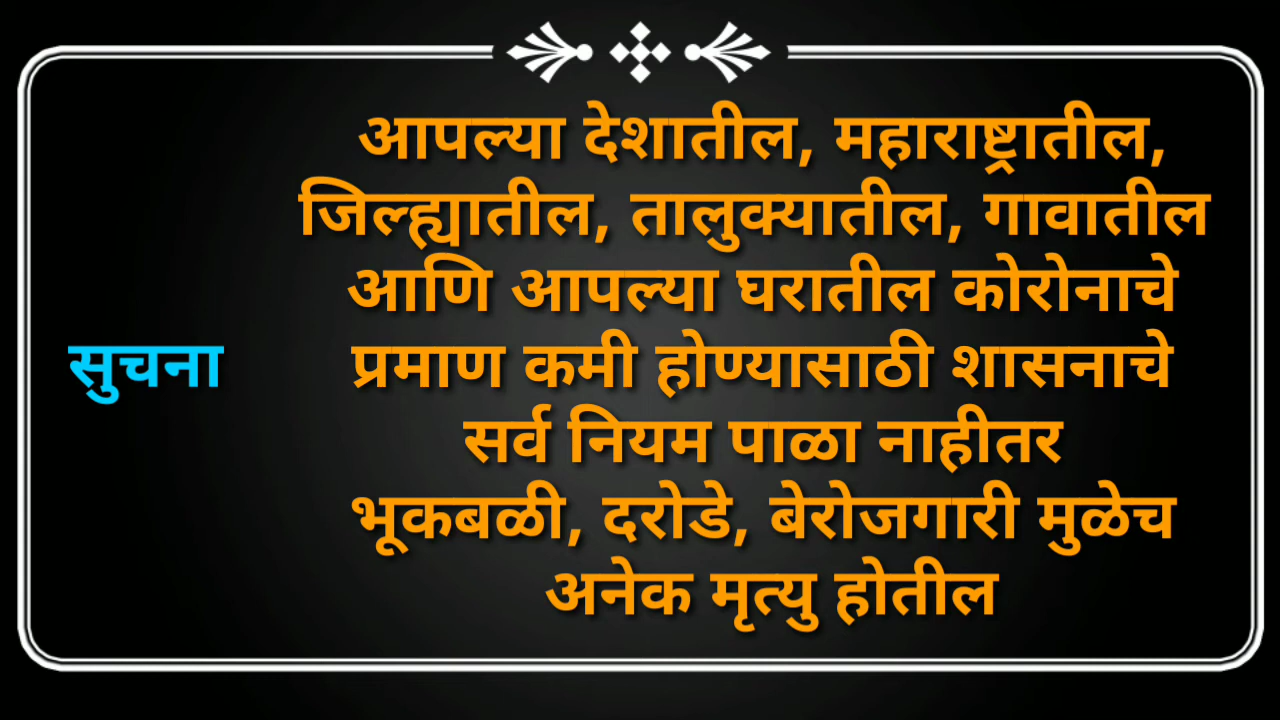 सुचना
आपल्या देशातील, महाराष्ट्रातील,
जिल्ह्यातील, तालुक्यातील, गावातील
आणि आपल्या घरातील कोरोनाचे
प्रमाण कमी होण्यासाठी शासनाचे
सर्व नियम पाळा नाहीतर
भूकबळी, दरोडे, बेरोजगारी मुळेच
अनेक मृत्यु होतील